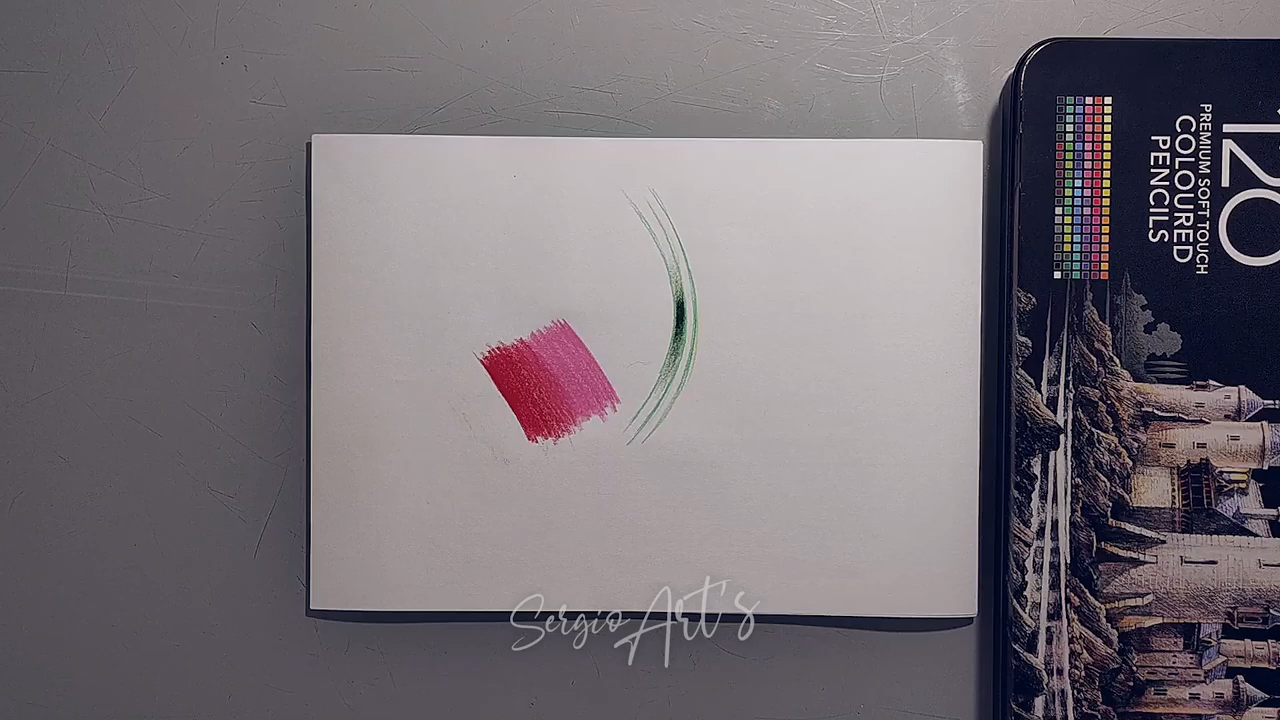 120
PREMIUM SOFT TOUCH
COLOURED
PENCILS
Sergio Art's